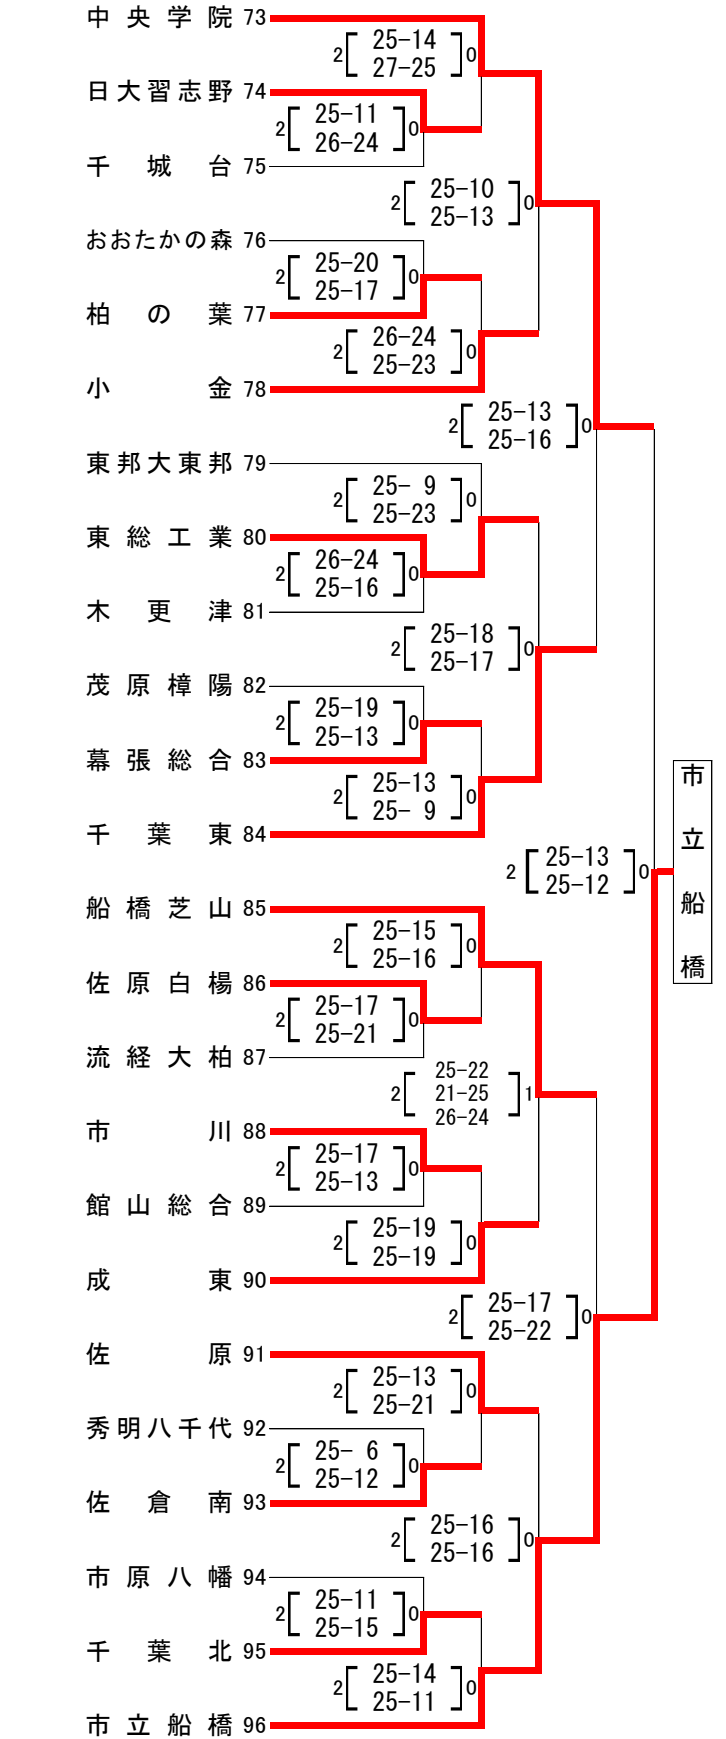 中央学院 73
2 25-14 0
27-25
日大習志野 74
2 25-11 0
26-24
千城台 75
2 25-10 0
25-13
おおたかの森 76
2 25-20 0
25-17
柏の葉 77
2 26-24 0
25-23
小金 78
2 25-13 0
25-16
東邦大東邦 79
2 25- 9 0
25-23
東総工業 80
2 26-24 0
25-16
木更津 81
2 25-18 0
25-17
茂原樟陽 82
2 25-19 0
25-13
幕張総合 83
2 25-13 0
25- 9
千葉東 84
市立船橋
2 25-13 0
25-12
船橋芝山 85
2 25-15 0
25-16
佐原白楊 86
2 25-17 0
25-21
流経大柏 87
25-22
2 21-25 1
26-24
市川 88
2 25-17 0
25-13
館山総合 89
2 25-19 0
25-19
成東 90
2 25-17 0
25-22
佐原 91
2 25-13 0
25-21
秀明八千代 92
2 25- 6 0
25-12
佐倉南 93
2 25-16 0
25-16
市原八幡 94
2 25-11 0
25-15
千葉北 95
2 25-14 0
25-11
市立船橋 96